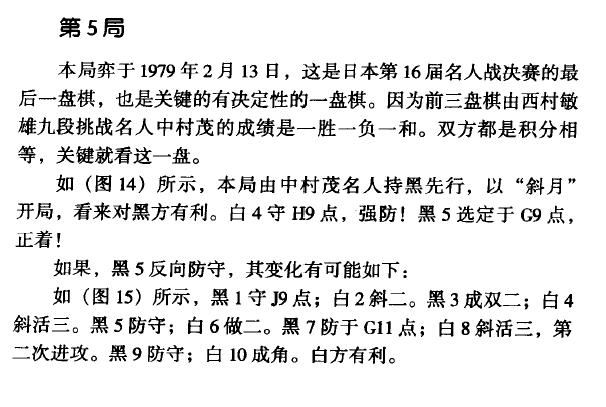 第5局
本局弈于1979年2月13日，这是日本第16届名人战决赛的最
后一盘棋，也是关键的有决定性的一盘棋。因为前三盘棋由西村敏
雄九段挑战名人中村茂的成绩是一胜一负一和。双方都是积分相
等，关键就看这一盘。
如（图14）所示，本局由中村茂名人持黑先行，以“斜月”
开局，看来对黑方有利。白4守H9点，强防！黑5选定于G9点，
正着！
如果，黑5反向防守，其变化有可能如下：
如（图15）所示，黑1守J9点；白2斜二。黑3成双二；白4
斜活三。黑5防守；白6做二。黑7防于G11点；白8斜活三，第
二次进攻。黑9防守；白10成角。白方有利。